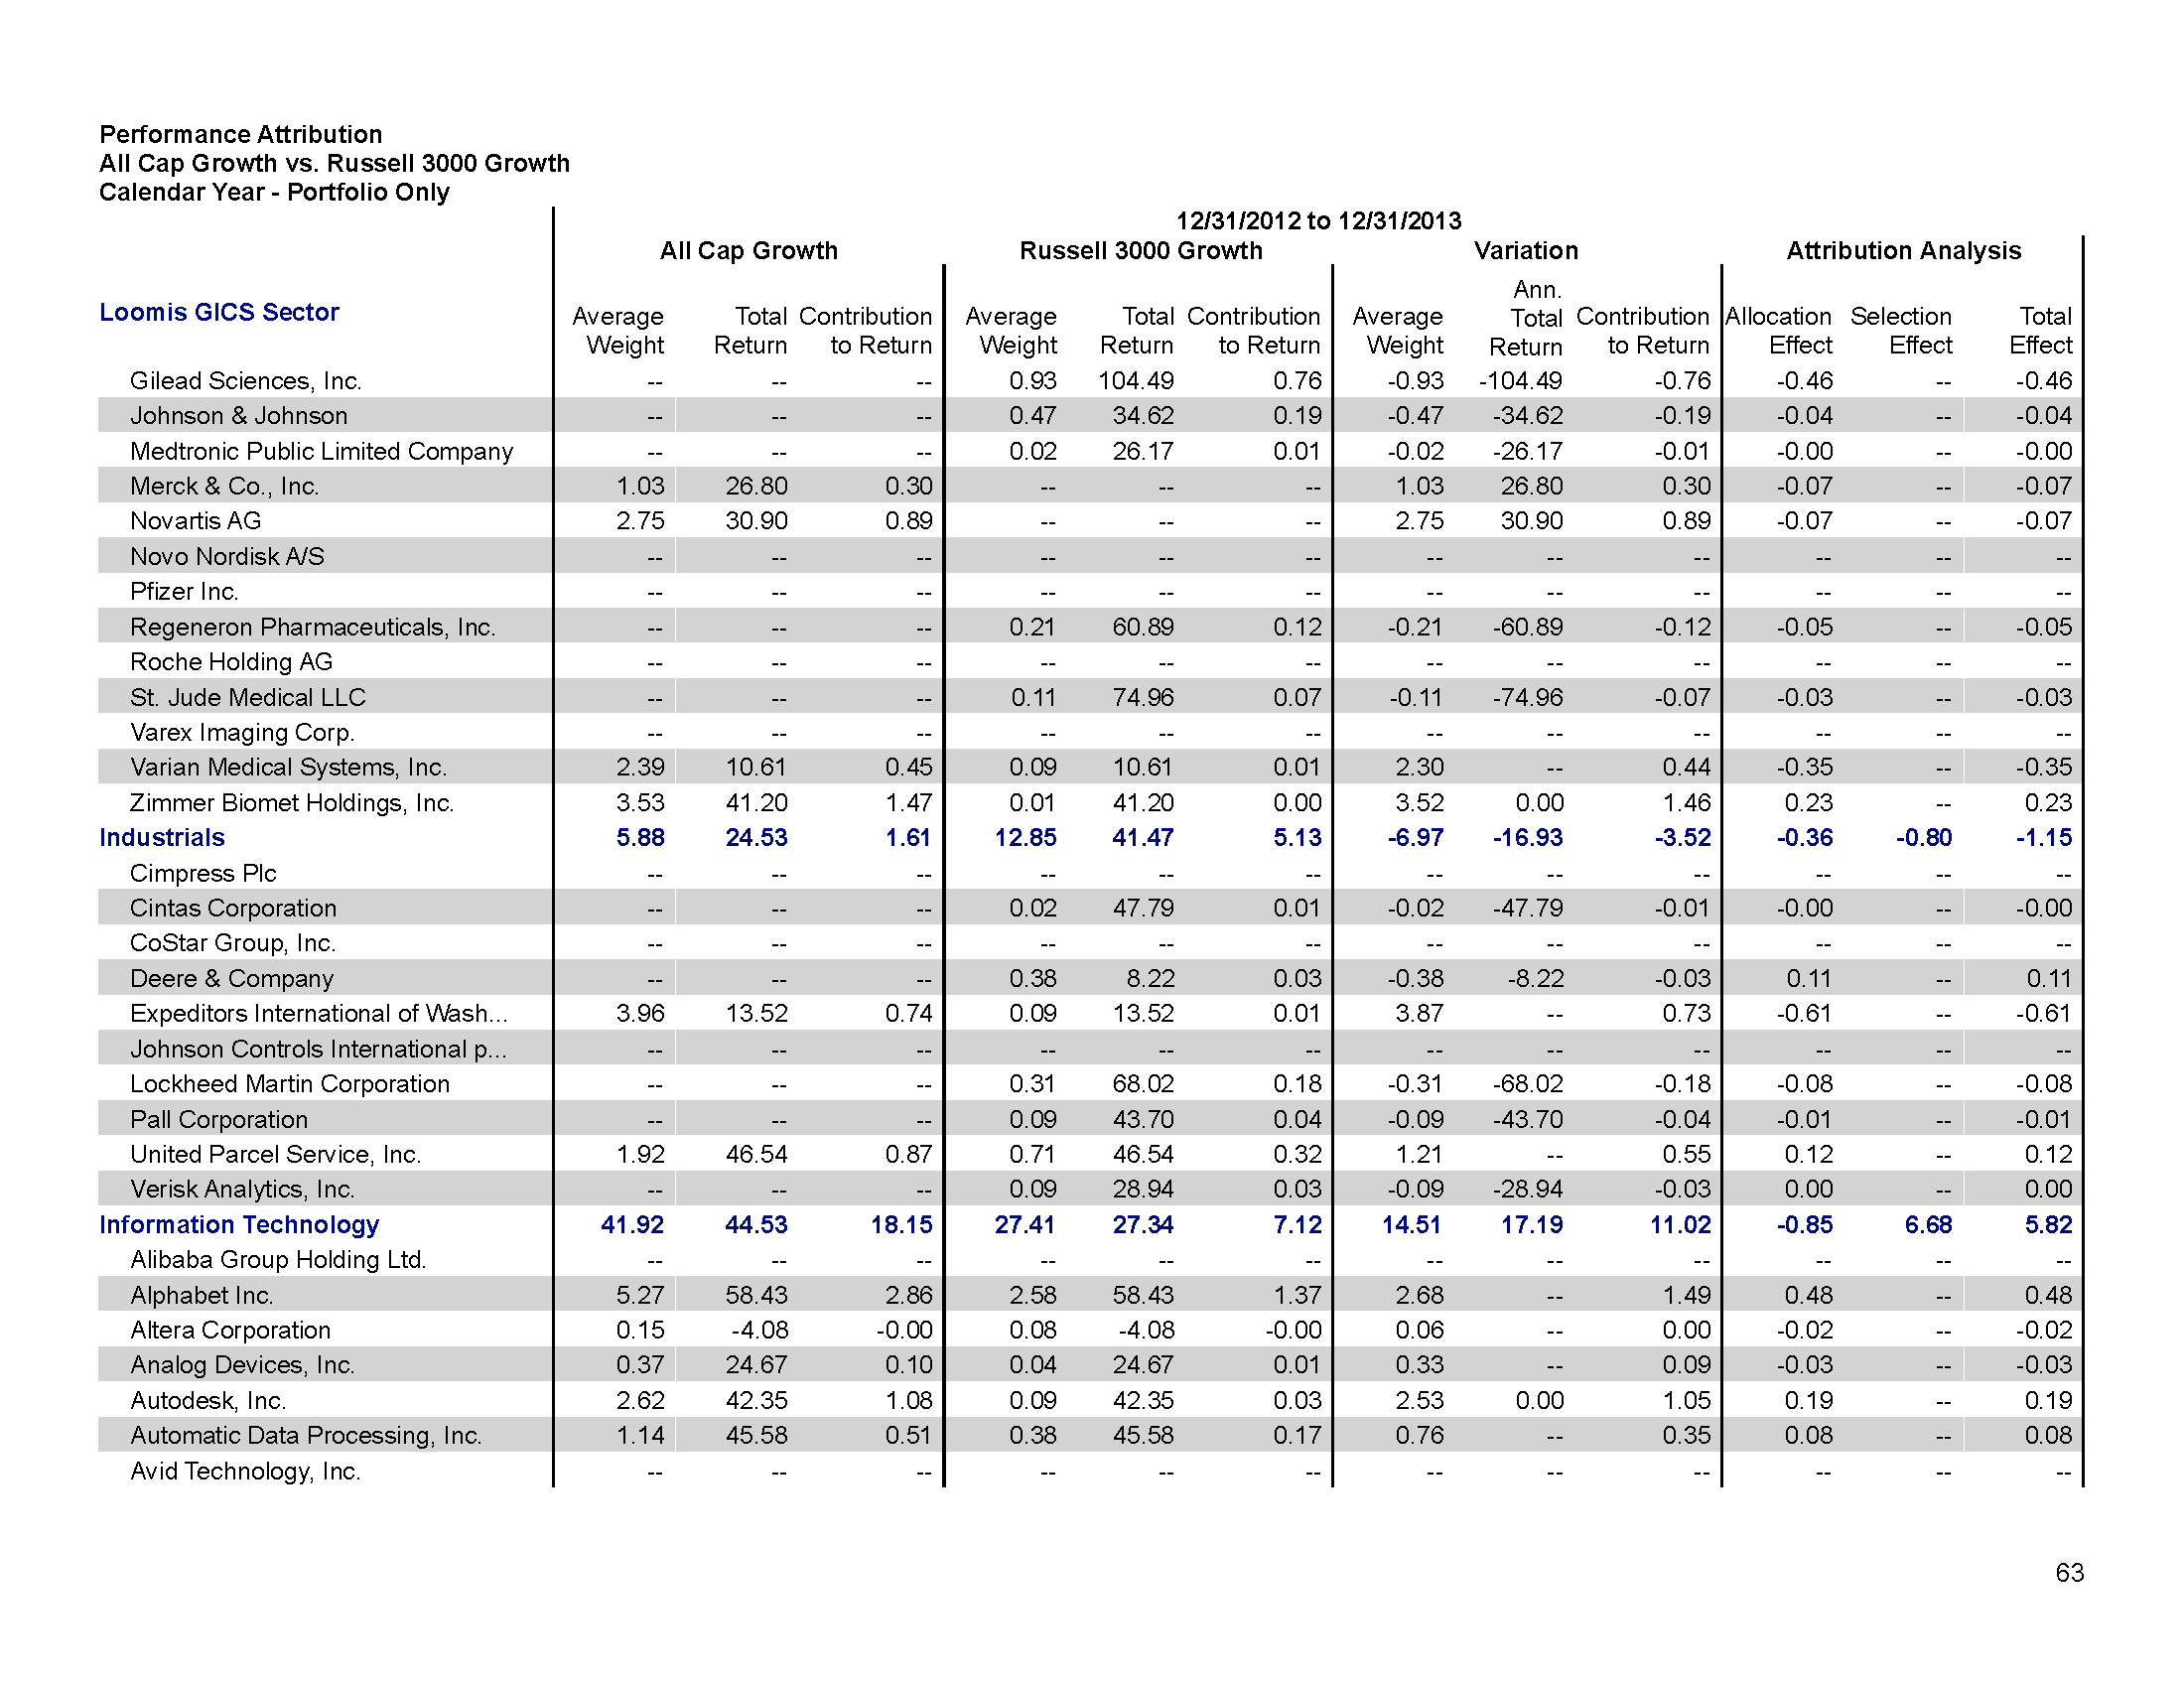 Performance Attribution
All Cap Growth vs. Russell 3000 Growth
Calendar Year - Portfolio Only
12/31/2012 to 12/31/2013
All Cap Growth Russell 3000 Growth Variation Attribution Analysis
Loomis GICS Sector Average Weight Total Return Contribution to Return Average Weight Total Return Contribution to Return Average Weight Ann. Total Return Contribution to Return Allocation Effect Selection Effect Total Effect
Gilead Sciences, Inc. -- -- -- 0.93 104.49 0.76 -0.93 -104.49 -0.76 -0.46 -- -0.46
Johnson & Johnson -- -- -- 0.47 34.62 0.19 -0.47 -34.62 -0.19 -0.04 -- -0.04
Medtronic Public Limited Company -- -- -- 0.02 26.17 0.01 -0.02 -26.17 -0.01 -0.00 -- -0.00
Merck & Co., Inc. 1.03 26.80 0.30 -- -- -- 1.03 26.80 0.30 -0.07 -- -0.07
Novartis AG 2.75 30.90 0.89 -- -- -- 2.75 30.90 0.89 -0.07 -- -0.07
Novo Nordisk A/S -- -- -- -- -- -- -- -- -- -- -- --
Pfizer Inc. -- -- -- -- -- -- -- -- -- -- -- --
Regeneron Pharmaceuticals, Inc. -- -- -- 0.21 60.89 0.12 -0.21 -60.89 -0.12 -0.05 -- -0.05
Roche Holding AG -- -- -- -- -- -- -- -- -- -- -- --
St. Jude Medical LLC -- -- -- 0.11 74.96 0.07 -0.11 -74.96 -0.07 -0.03 -- -0.03
Varex Imaging Corp. -- -- -- -- -- -- -- -- -- -- -- --
Varian Medical Systems, Inc. 2.39 10.61 0.45 0.09 10.61 0.01 2.30 -- 0.44 -0.35 -- -0.35
Zimmer Biomet Holdings, Inc. 3.53 41.20 1.47 0.01 41.20 0.00 3.52 0.00 1.46 0.23 -- 0.23
Industrials 5.88 24.53 1.61 12.85 41.47 5.13 -6.97 -16.93 -3.52 -0.36 -0.80 -1.15
Cimpress Plc -- -- -- -- -- -- -- -- -- -- -- --
Cintas Corporation -- -- -- 0.02 47.79 0.01 -0.02 -47.79 -0.01 -0.00 -- -0.00
CoStar Group, Inc. -- -- -- -- -- -- -- -- -- -- -- --
Deere & Company -- -- -- 0.38 8.22 0.03 -0.38 -8.22 -0.03 0.11 -- 0.11
Expeditors International of Wash... 3.96 13.52 0.74 0.09 13.52 0.01 3.87 -- 0.73 -0.61 -- -0.61
Johnson Controls International p... -- -- -- -- -- -- -- -- -- -- -- --
Lockheed Martin Corporation -- -- -- 0.31 68.02 0.18 -0.31 -68.02 -0.18 -0.08 -- -0.08
Pall Corporation -- -- -- 0.09 43.70 0.04 -0.09 -43.70 -0.04 -0.01 -- -0.01
United Parcel Service, Inc. 1.92 46.54 0.87 0.71 46.54 0.32 1.21 -- 0.55 0.12 -- 0.12
Verisk Analytics, Inc. -- -- -- 0.09 28.94 0.03 -0.09 -28.94 -0.03 0.00 -- 0.00
Information Technology 41.92 44.53 18.15 27.41 27.34 7.12 14.51 17.19 11.02 -0.85 6.68 5.82
Alibaba Group Holding Ltd. -- -- -- -- -- -- -- -- -- -- -- --
Alphabet Inc. 5.27 58.43 2.86 2.58 58.43 1.37 2.68 -- 1.49 0.48 -- 0.48
Altera Corporation 0.15 -4.08 -0.00 0.08 -4.08 -0.00 0.06 -- 0.00 -0.02 -- -0.02
Analog Devices, Inc. 0.37 24.67 0.10 0.04 24.67 0.01 0.33 -- 0.09 -0.03 -- -0.03
Autodesk, Inc. 2.62 42.35 1.08 0.09 42.35 0.03 2.53 0.00 1.05 0.19 -- 0.19
Automatic Data Processing, Inc. 1.14 45.58 0.51 0.38 45.58 0.17 0.76 -- 0.35 0.08 -- 0.08
Avid Technology, Inc. -- -- -- -- -- -- -- -- -- -- -- --
63